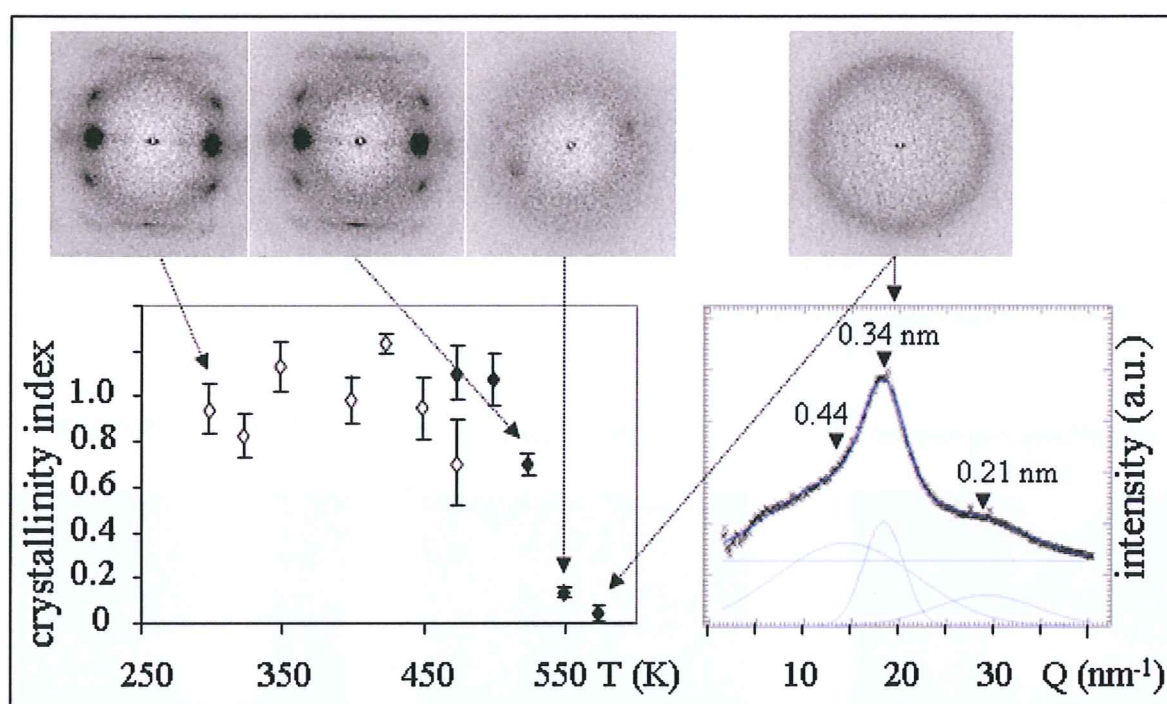 crystallinity index
1.0
0.8
0.6
0.4
0.2
0
250 350 450 550 T (K)
0.34 nm
0.44
0.21 nm
intensity (a.u.)
10 20 30 Q (nm-1)